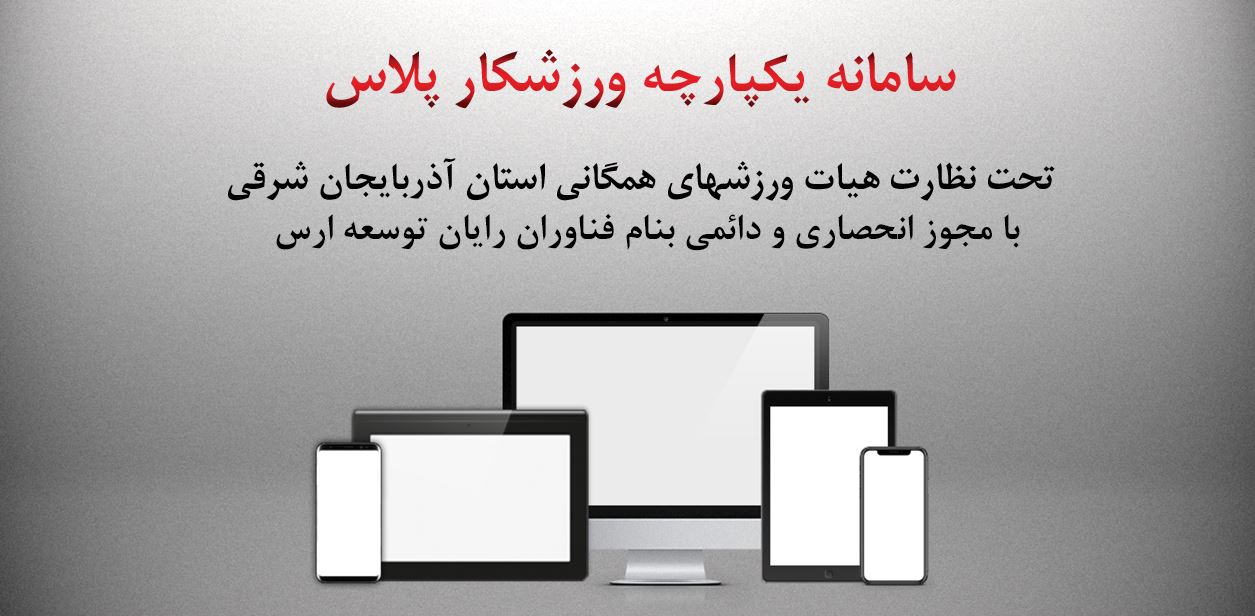 سامانه یکپارچه ورزشکار پلاس
تحت نظارت هیات ورزشهای همگانی استان آذربایجان شرقی
با مجوز انحصاری و دائمی بنام فناوران رایان توسعه ارس